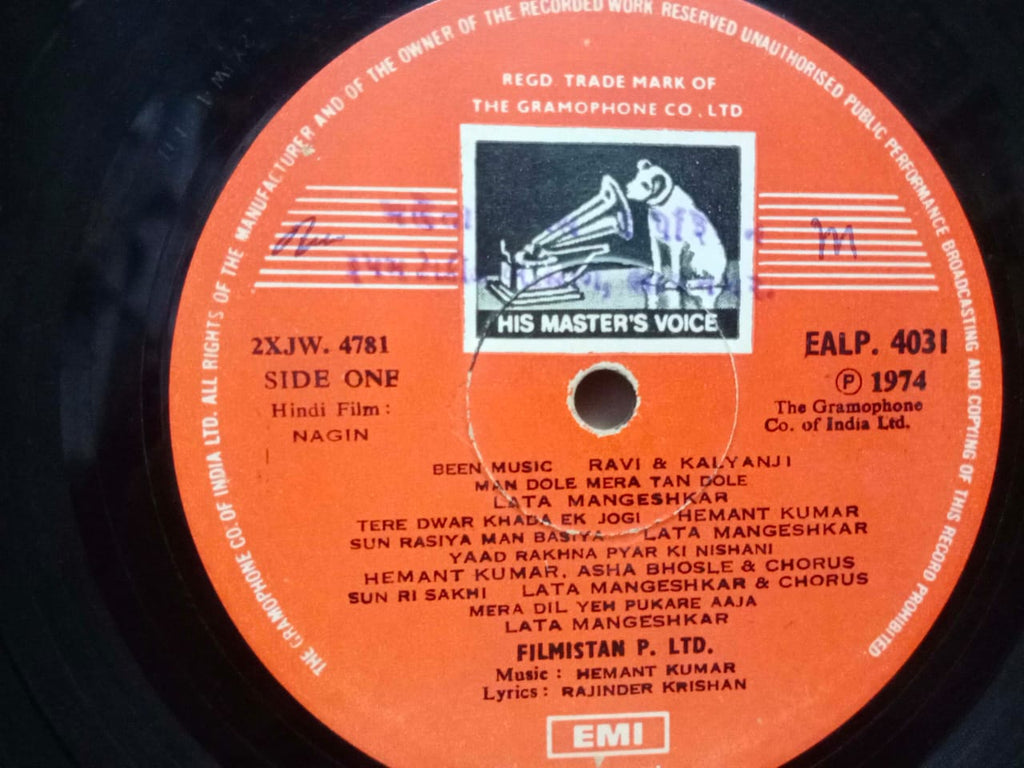 THE GRAMOPHONE CO. OF INDIA LTD. ALL RIGHTS OF THE MANUFACTURER AND OF THE OWNER OF THE RECORDED WORK RESERVED UNAUTHORISED PUBLIC PERFORMANCE BROADCASTING AND COPYING OF THIS RECORD PROHIBITED
REGD TRADE MARK OF
THE GRAMOPHONE CO. LTD
HIS MASTER'S VOICE
2XJW. 4781
SIDE ONE
Hindi Film:
NAGIN
EALP. 4031
Ⓟ 1974
The Gramophone
Co. of India Ltd.
BEEN MUSIC RAVI & KALYANJI
MAN DOLE MERA TAN DOLE
LATA MANGESHKAR
TERE DWAR KHADA EK JOGI HEMANT KUMAR
SUN RASIYA MAN BASIYA LATA MANGESHKAR
YAAD RAKHNA PYAR KI NISHANI
HEMANT KUMAR, ASHA BHOSLE & CHORUS
SUN RI SAKHI LATA MANGESHKAR & CHORUS
MERA DIL YEH PUKARE AAJA
LATA MANGESHKAR
FILMISTAN P. LTD.
Music: HEMANT KUMAR
Lyrics: RAJINDER KRISHAN
EMI